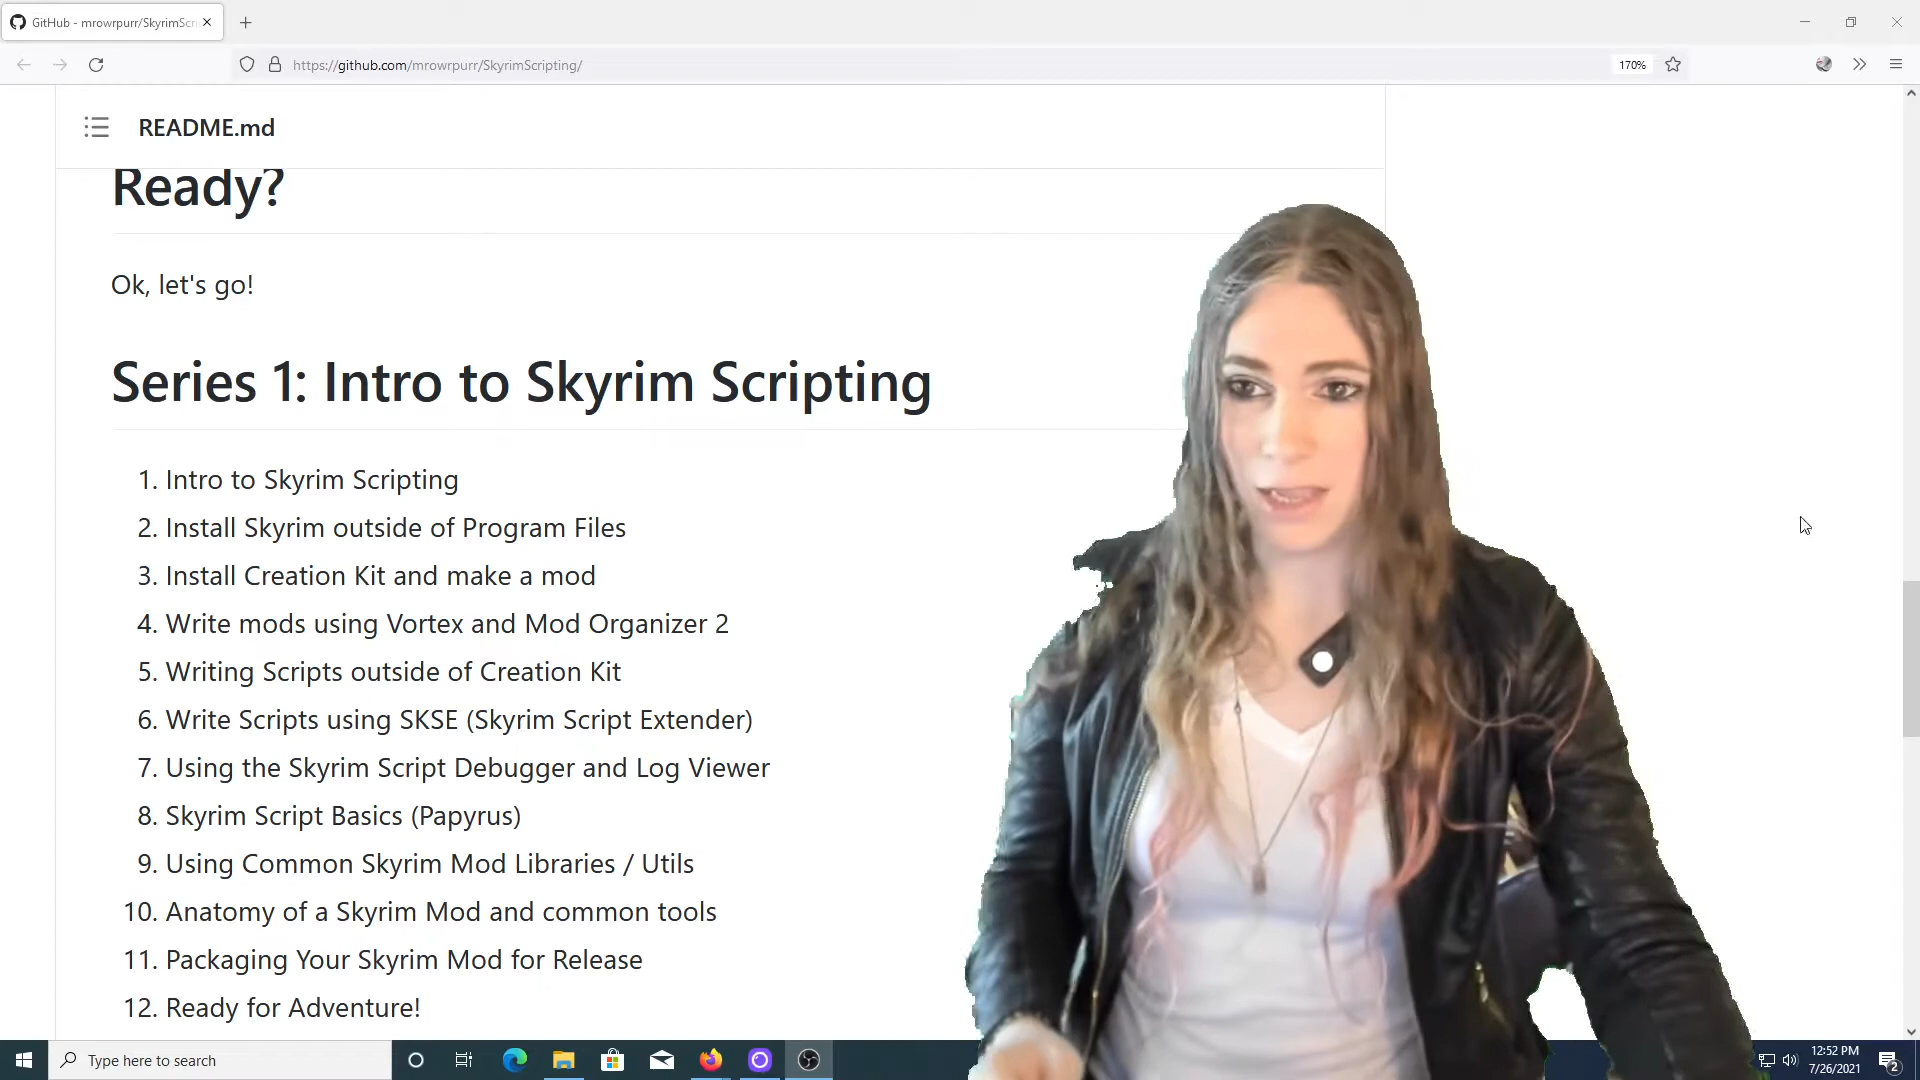 GitHub - mrowrpurr/SkyrimScri
https://github.com/mrowrpurr/SkyrimScripting/
170%
README.md
Ready?
Ok, let's go!
Series 1: Intro to Skyrim Scripting
1. Intro to Skyrim Scripting
2. Install Skyrim outside of Program Files
3. Install Creation Kit and make a mod
4. Write mods using Vortex and Mod Organizer 2
5. Writing Scripts outside of Creation Kit
6. Write Scripts using SKSE (Skyrim Script Extender)
7. Using the Skyrim Script Debugger and Log Viewer
8. Skyrim Script Basics (Papyrus)
9. Using Common Skyrim Mod Libraries / Utils
10. Anatomy of a Skyrim Mod and common tools
11. Packaging Your Skyrim Mod for Release
12. Ready for Adventure!
Type here to search
12:52 PM
7/26/2021
2